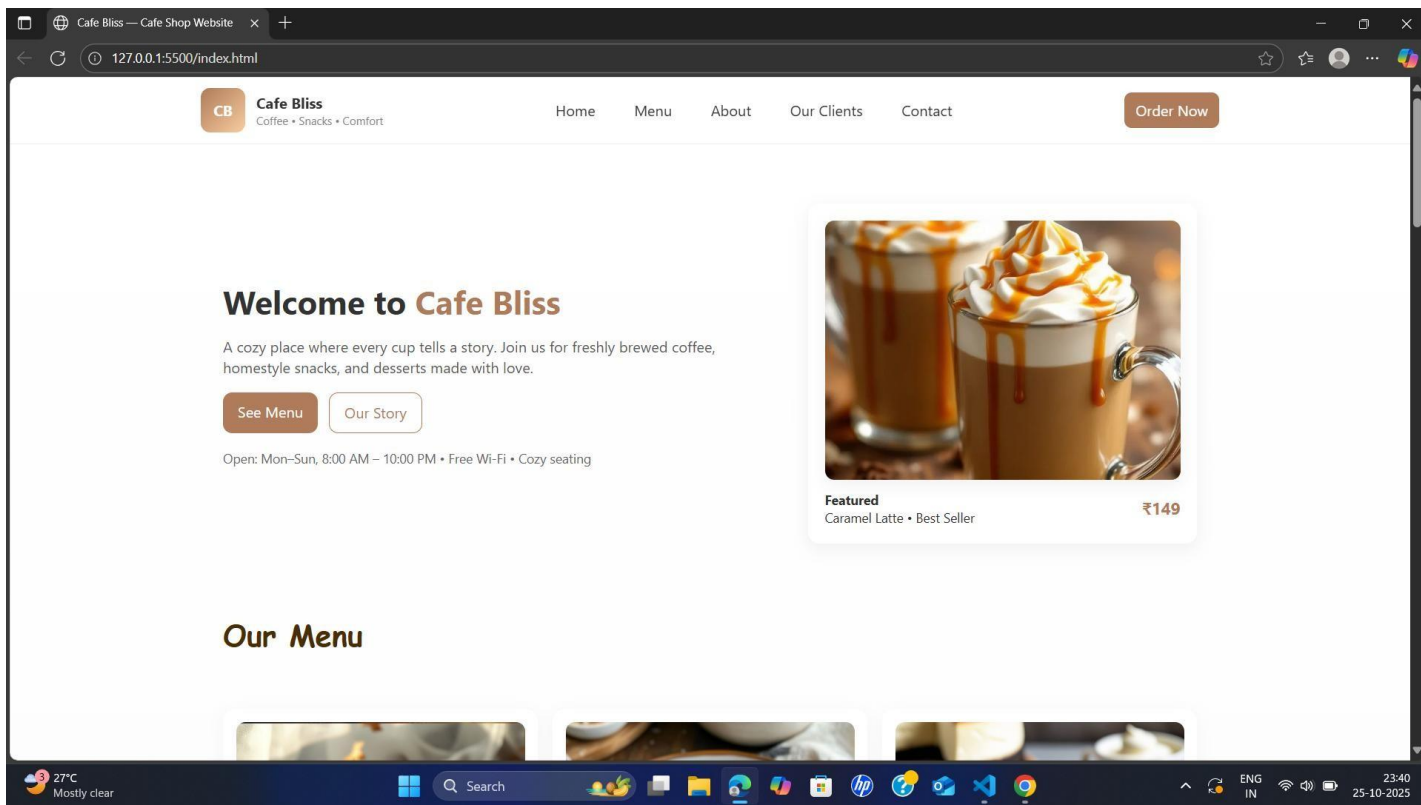 Cafe Bliss — Cafe Shop Website
127.0.0.1:5500/index.html
CB
Cafe Bliss
Coffee • Snacks • Comfort
Home
Menu
About
Our Clients
Contact
Order Now
Welcome to Cafe Bliss
A cozy place where every cup tells a story. Join us for freshly brewed coffee,
homestyle snacks, and desserts made with love.
See Menu
Our Story
Open: Mon–Sun, 8:00 AM – 10:00 PM • Free Wi-Fi • Cozy seating
Featured
Caramel Latte • Best Seller
₹149
Our Menu
3
27°C
Mostly clear
Search
hp
ENG
IN
23:40
25-10-2025